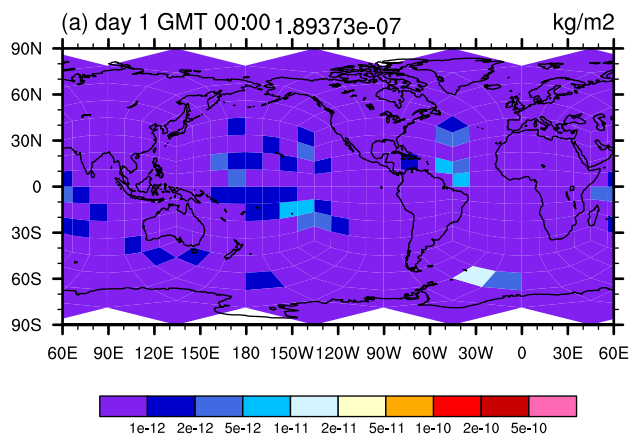 (a) day 1 GMT 00:00 1.89373e-07 kg/m2
90N
60N
30N
0
30S
60S
90S
60E 90E 120E 150E 180 150W 120W 90W 60W 30W 0 30E 60E
1e-12 2e-12 5e-12 1e-11 2e-11 5e-11 1e-10 2e-10 5e-10